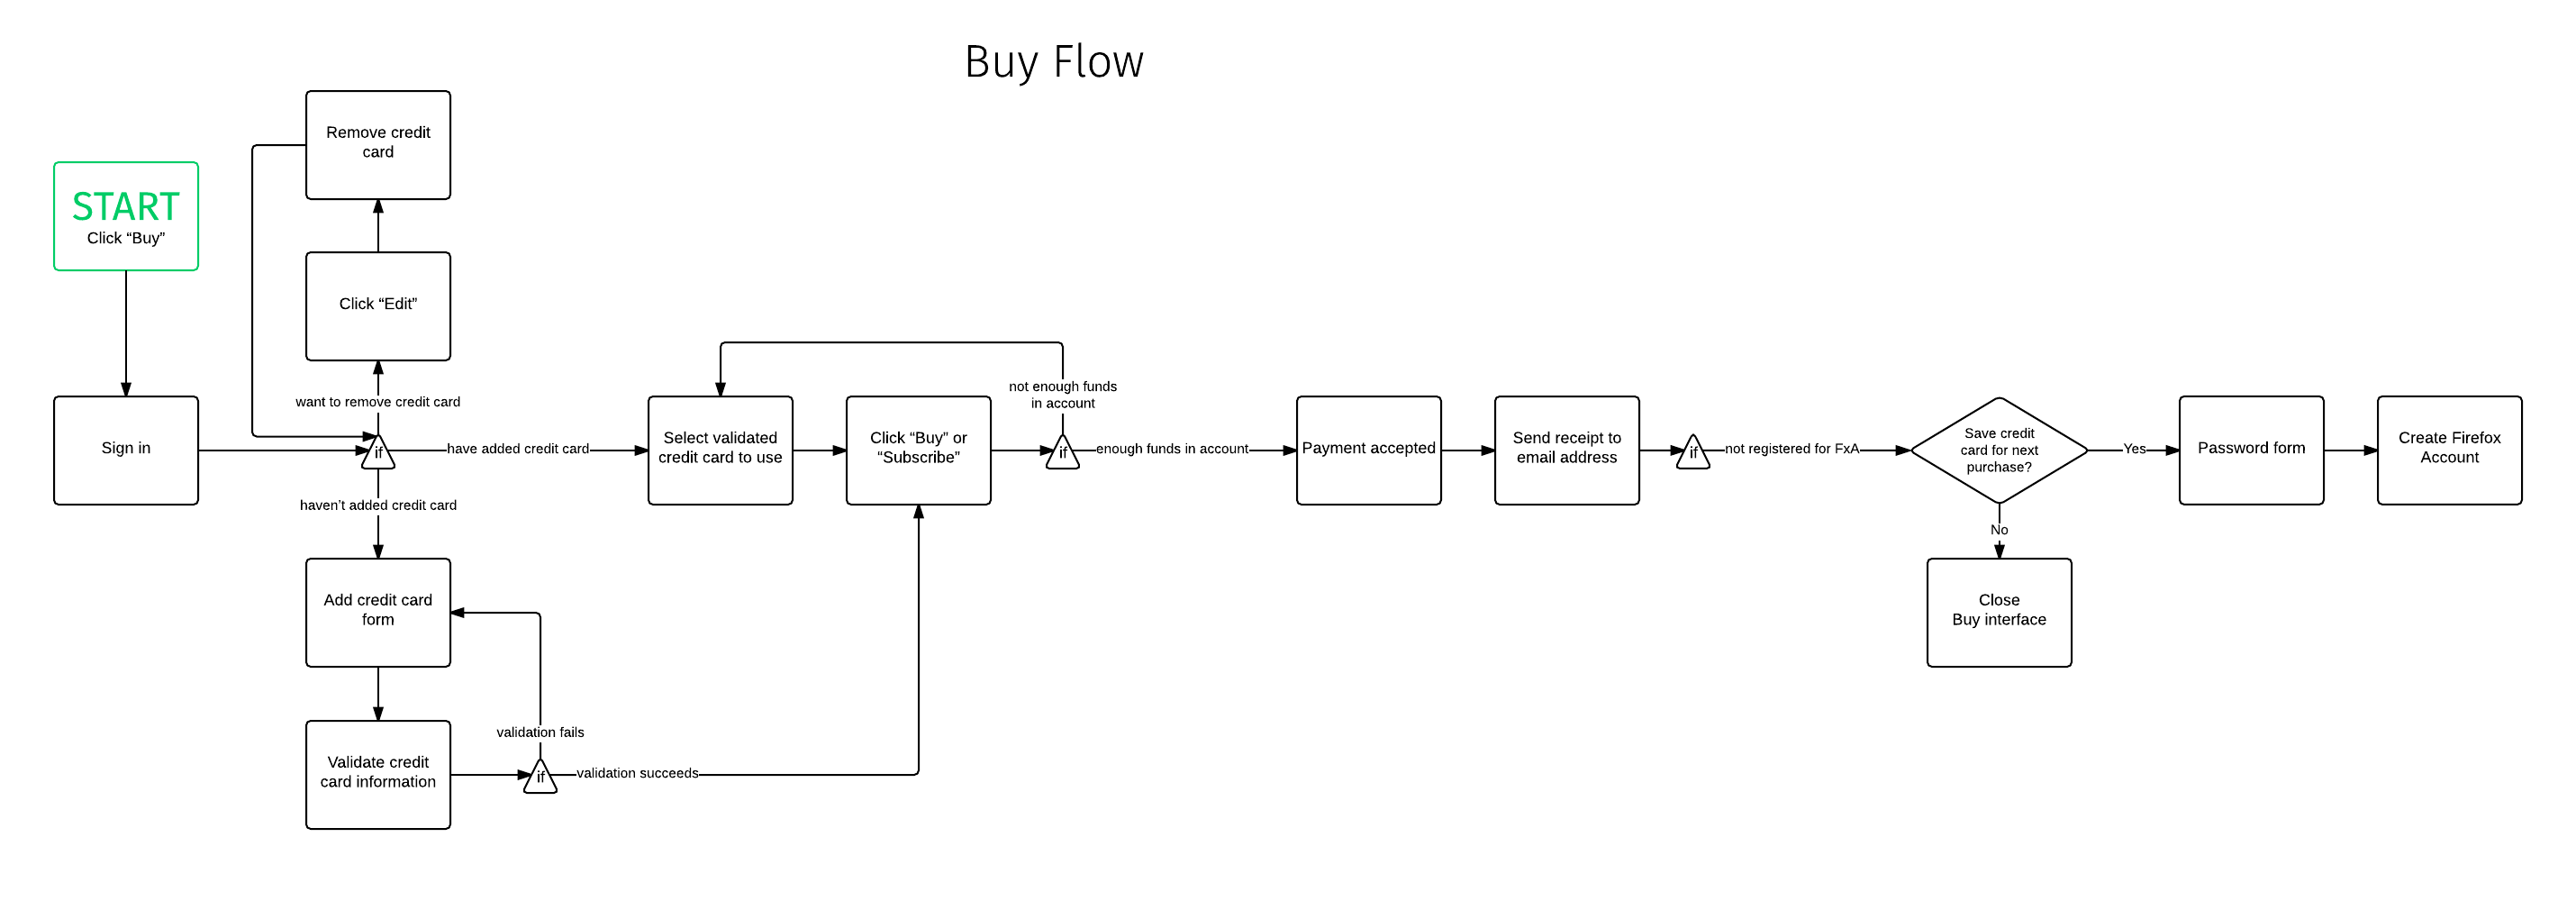 Buy Flow
Remove credit
card
START
Click “Buy”
Click “Edit”
want to remove credit card
Sign in
if
have added credit card
haven’t added credit card
Select validated
credit card to use
Click “Buy” or
“Subscribe”
not enough funds
in account
if
enough funds in account
Payment accepted
Send receipt to
email address
if
not registered for FxA
Save credit
card for next
purchase?
Yes
Password form
Create Firefox
Account
No
Close
Buy interface
Add credit card
form
Validate credit
card information
validation fails
if
validation succeeds